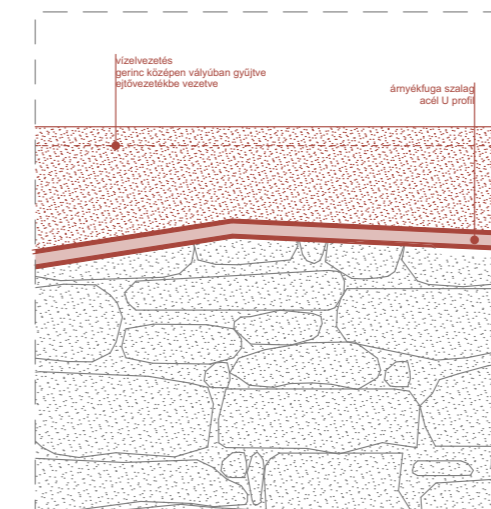 vízelvezetés
gerinc középen vályúban gyűjtve
ejtővezetékbe vezetve
árnyékfuga szalag
acél U profil